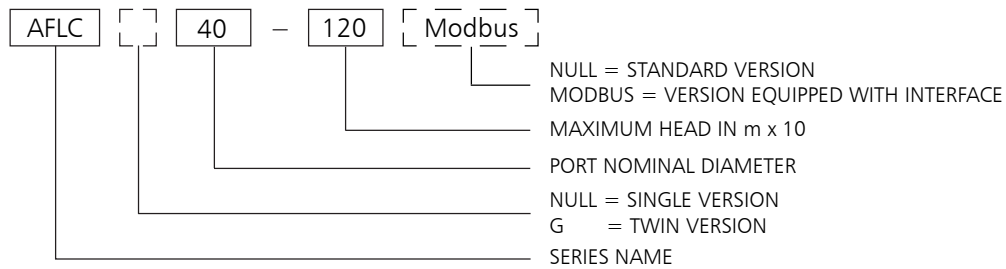 AFLC 40 – 120 Modbus
NULL = STANDARD VERSION
MODBUS = VERSION EQUIPPED WITH INTERFACE
MAXIMUM HEAD IN m x 10
PORT NOMINAL DIAMETER
NULL = SINGLE VERSION
G = TWIN VERSION
SERIES NAME